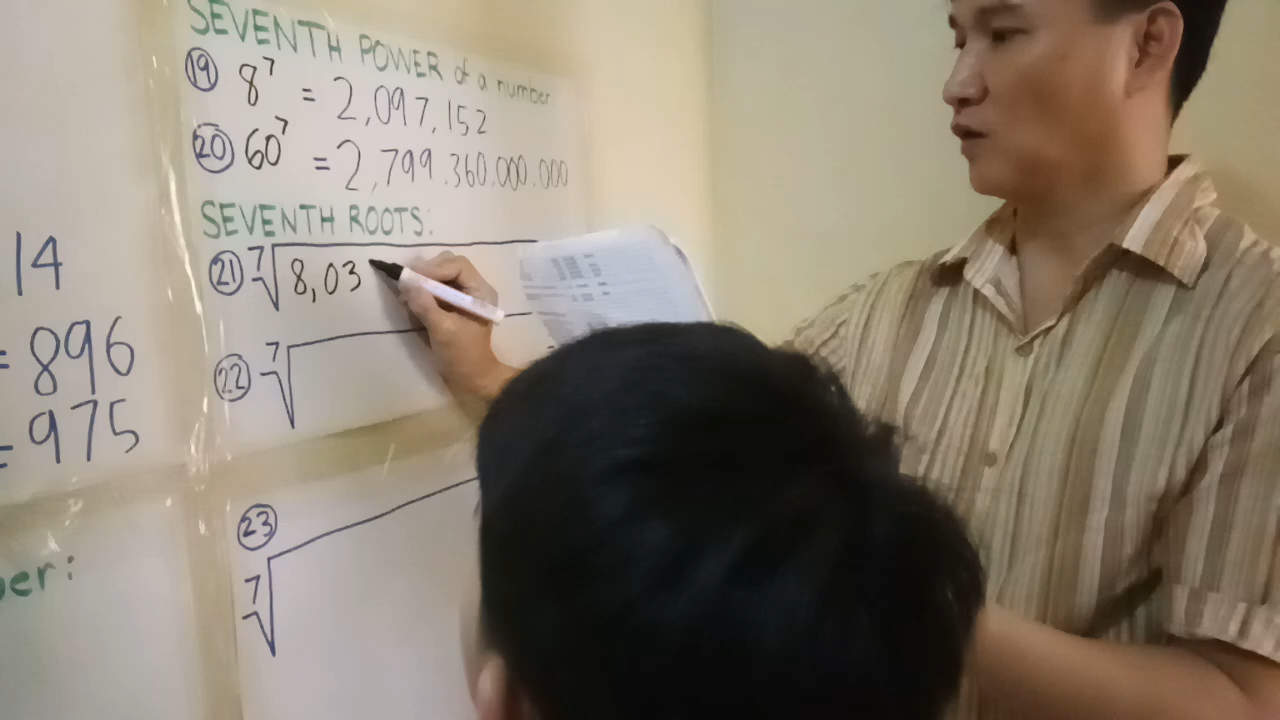 14
= 896
= 975
er:
SEVENTH POWER of a number
19 8⁷ = 2,097,152
20 60⁷ = 2,799.360.000.000
SEVENTH ROOTS:
21 7√8,03
22 7√
23
7√